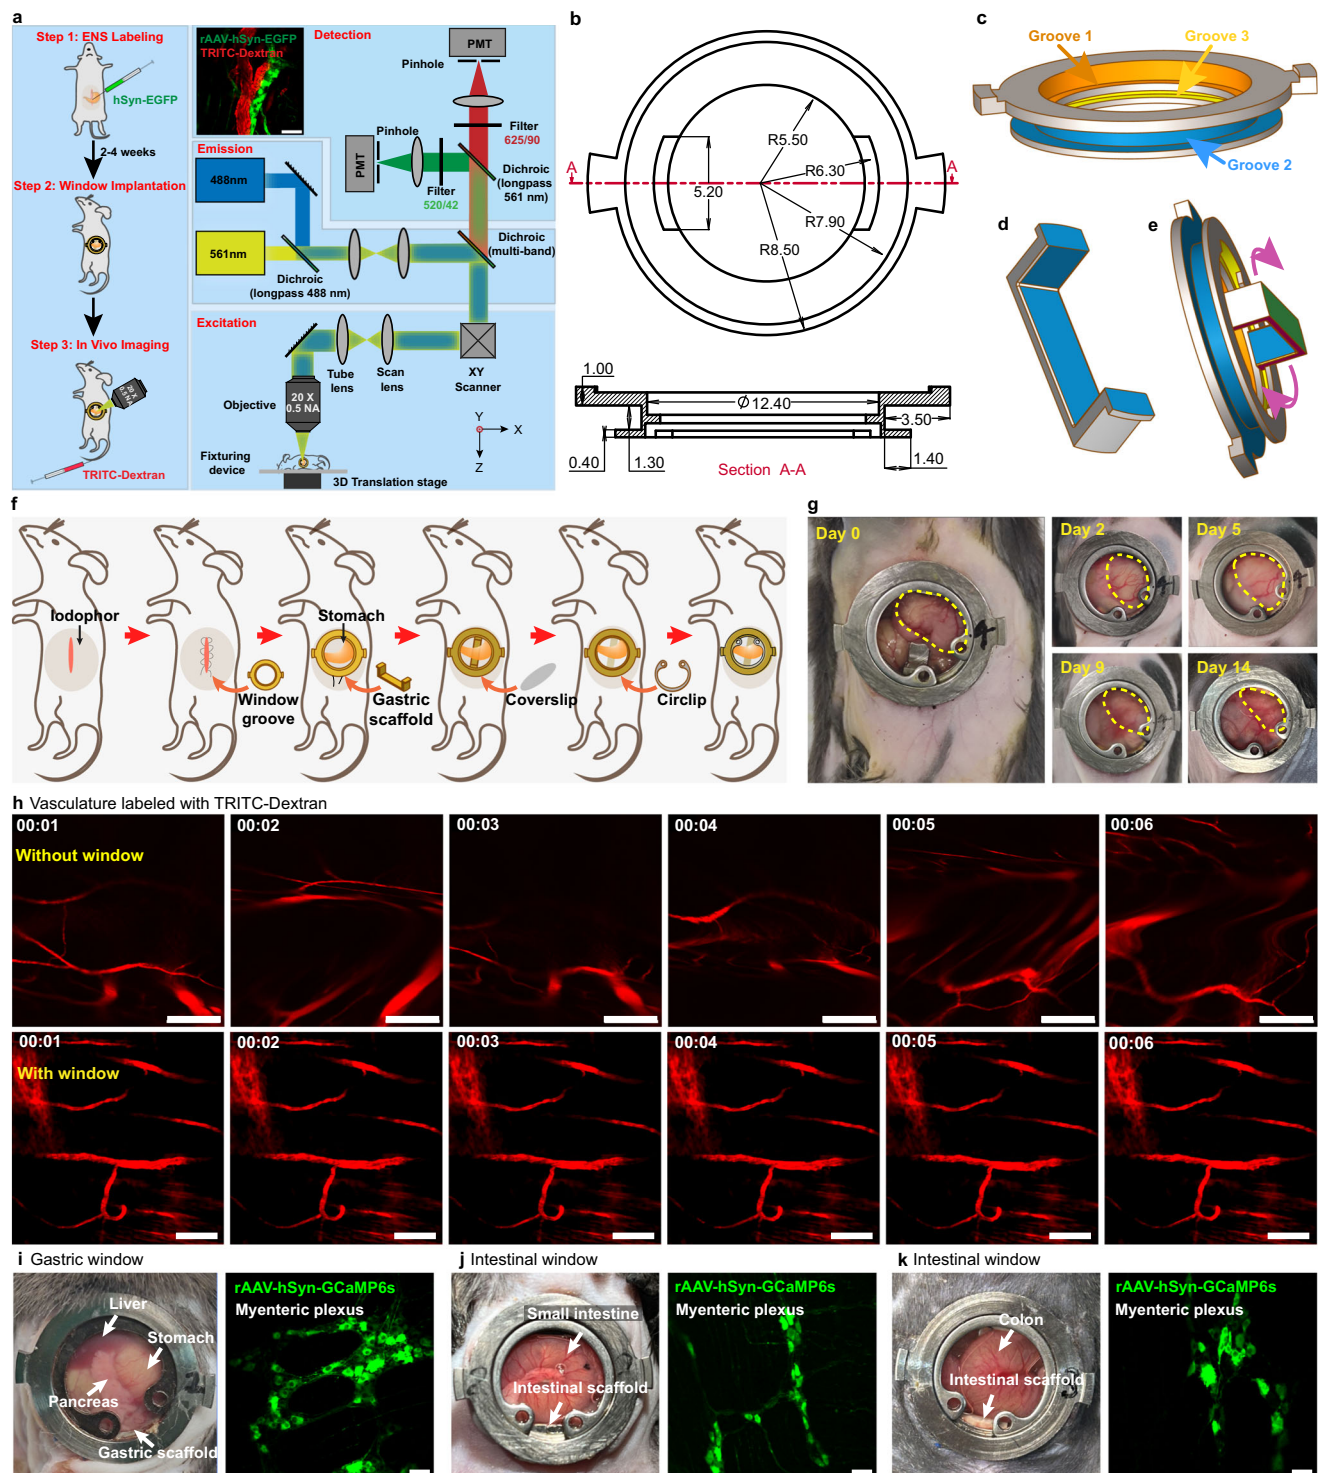 a
Step 1: ENS Labeling
hSyn-EGFP
2-4 weeks
Step 2: Window Implantation
Step 3: In Vivo Imaging
TRITC-Dextran
rAAV-hSyn-EGFP
TRITC-Dextran
Detection
PMT
Pinhole
Pinhole
PMT
Filter
625/90
Filter
520/42
Dichroic
(longpass
561 nm)
Emission
488nm
561nm
Dichroic
(longpass 488 nm)
Dichroic
(multi-band)
Excitation
Tube
lens
Scan
lens
XY
Scanner
Objective
20 X
0.5 NA
20 X
0.5 NA
Y
X
Z
Fixturing
device
3D Translation stage
b
R5.50
R6.30
5.20
R7.90
R8.50
A
A
1.00
Φ 12.40
3.50
0.40
1.30
1.40
Section A-A
c
Groove 1
Groove 3
Groove 2
d
e
f
Iodophor
Window
groove
Stomach
Gastric
scaffold
Coverslip
Circlip
g
Day 0
Day 2
Day 5
Day 9
Day 14
h Vasculature labeled with TRITC-Dextran
00:01
00:02
00:03
00:04
00:05
00:06
Without window
00:01
00:02
00:03
00:04
00:05
00:06
With window
i Gastric window
Liver
Stomach
Pancreas
Gastric scaffold
rAAV-hSyn-GCaMP6s
Myenteric plexus
j Intestinal window
Small intestine
Intestinal scaffold
rAAV-hSyn-GCaMP6s
Myenteric plexus
k Intestinal window
Colon
Intestinal scaffold
rAAV-hSyn-GCaMP6s
Myenteric plexus